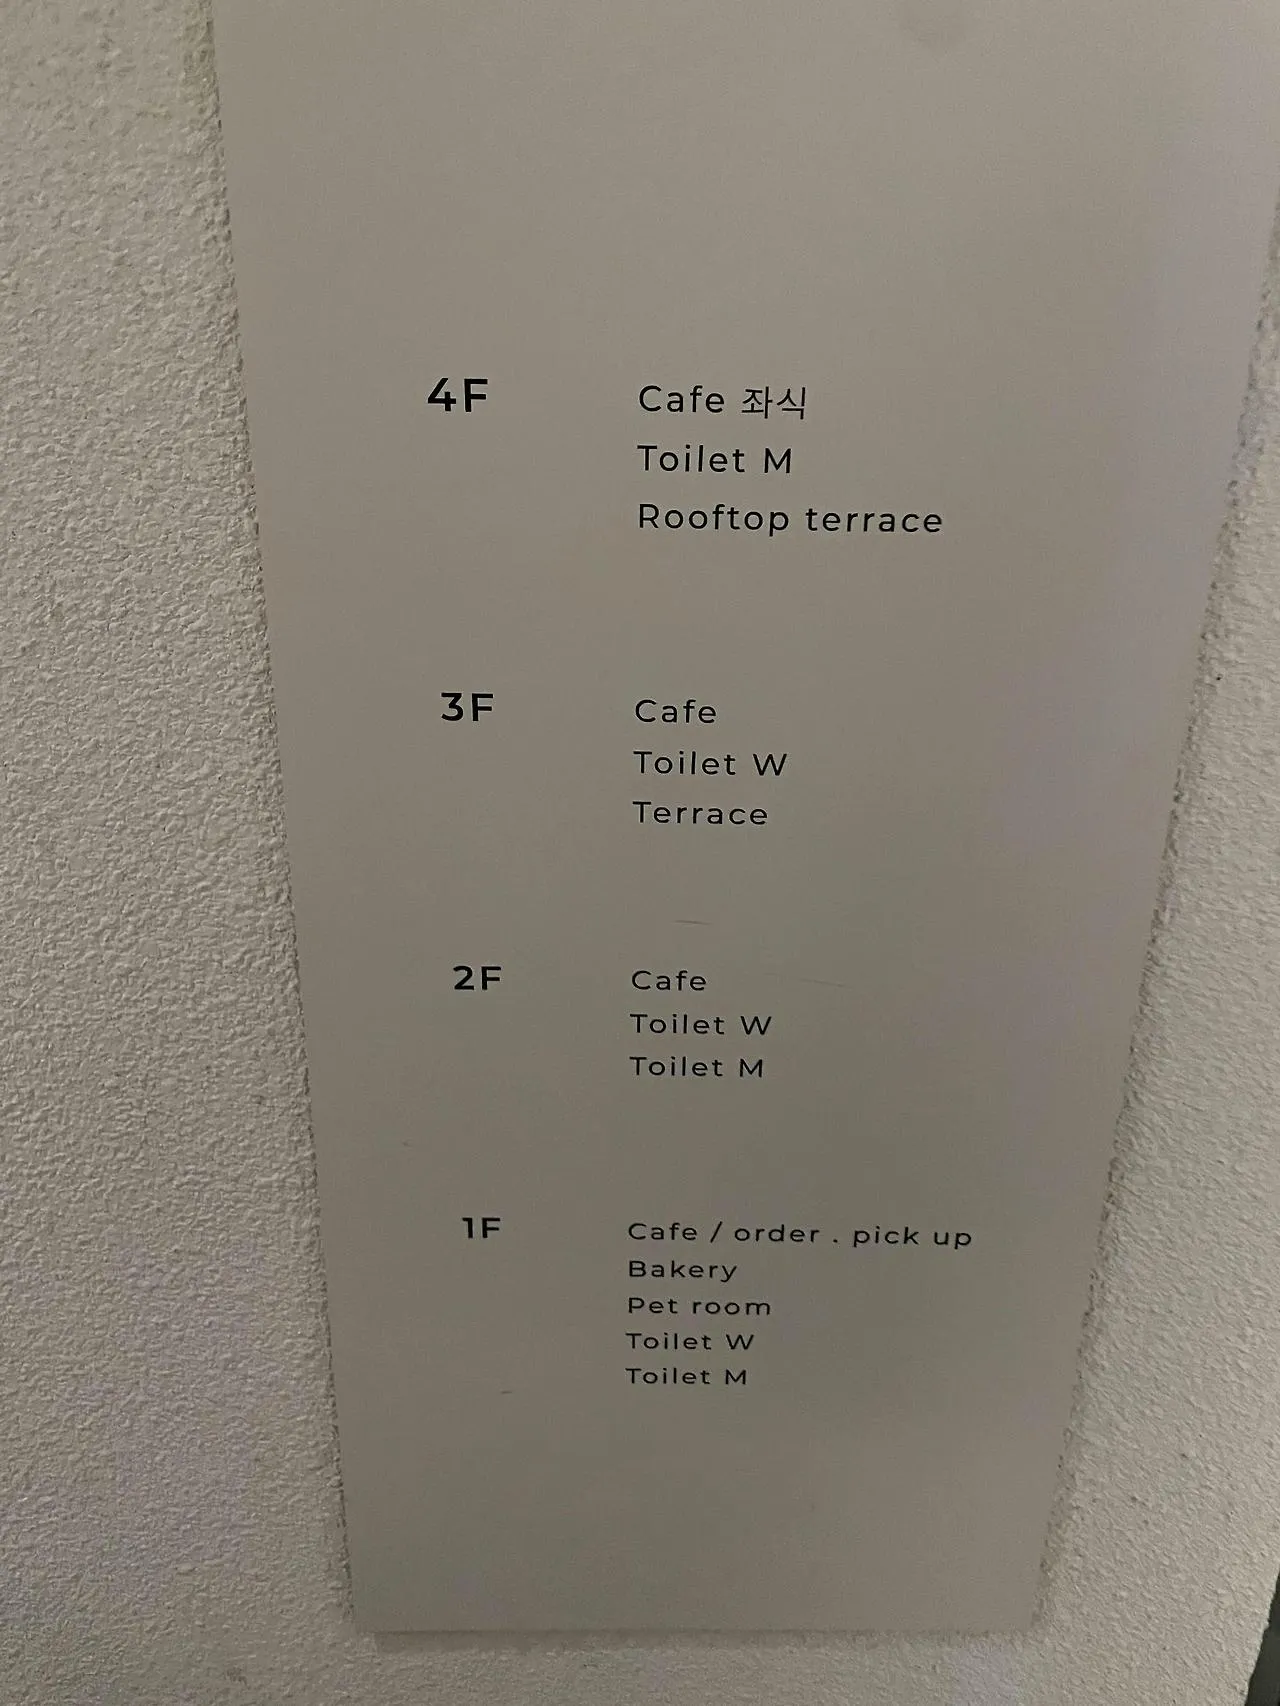 4F Cafe 좌식
Toilet M
Rooftop terrace
3F Cafe
Toilet W
Terrace
2F Cafe
Toilet W
Toilet M
1F Cafe / order . pick up
Bakery
Pet room
Toilet W
Toilet M